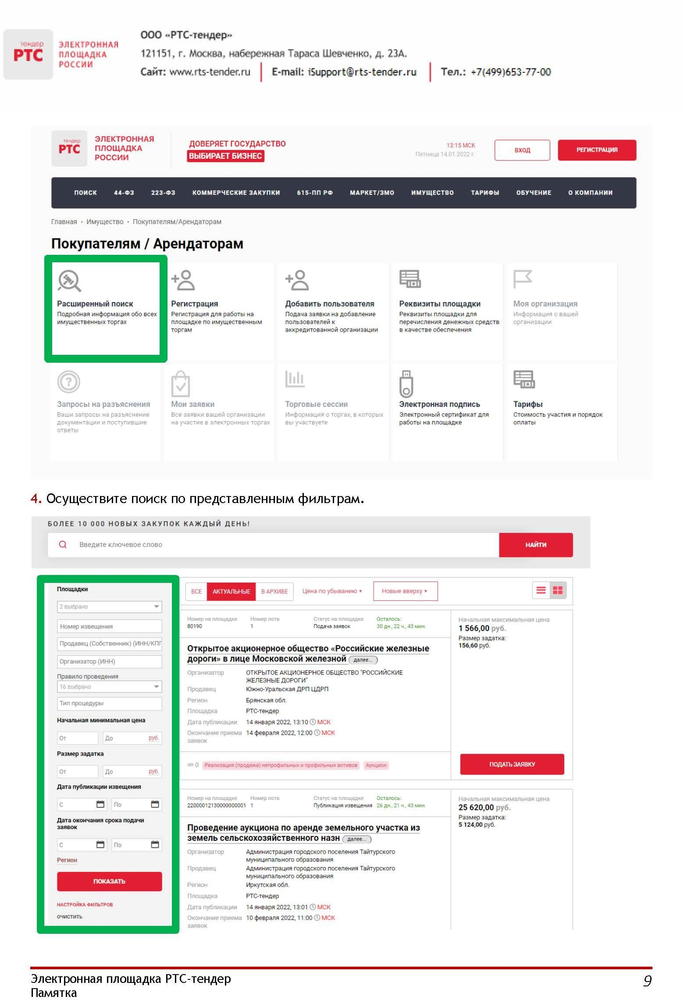 тендер
РТС
ЭЛЕКТРОННАЯ
ПЛОЩАДКА
РОССИИ
ООО «РТС-тендер»
121151, г. Москва, набережная Тараса Шевченко, д. 23А.
Сайт: www.rts-tender.ru E-mail: iSupport@rts-tender.ru Тел.: +7(499)653-77-00
тендер
РТС
ЭЛЕКТРОННАЯ
ПЛОЩАДКА
РОССИИ
ДОВЕРЯЕТ ГОСУДАРСТВО
ВЫБИРАЕТ БИЗНЕС
13:15 МСК
Пятница 14.01.2022 г.
ВХОД
РЕГИСТРАЦИЯ
ПОИСК 44-ФЗ 223-ФЗ КОММЕРЧЕСКИЕ ЗАКУПКИ 615-ПП РФ МАРКЕТ/ЗМО ИМУЩЕСТВО ТАРИФЫ ОБУЧЕНИЕ О КОМПАНИИ
Главная • Имущество • Покупателям/Арендаторам
Покупателям / Арендаторам
Расширенный поиск
Подробная информация обо всех
имущественных торгах
Регистрация
Регистрация для работы на
площадке по имущественным
торгам
Добавить пользователя
Подача заявки на добавление
пользователей к
аккредитованной организации
Реквизиты площадки
Реквизиты площадки для
перечисления денежных средств
в качестве обеспечения
Моя организация
Информация о вашей
организации
Запросы на разъяснения
Ваши запросы на разъяснение
документации и поступившие
ответы
Мои заявки
Все заявки вашей организации
на участие в электронных торгах
Торговые сессии
Информация о торгах, в которых
вы участвуете
Электронная подпись
Электронный сертификат для
работы на площадке
Тарифы
Стоимость участия и порядок
оплаты
4. Осуществите поиск по представленным фильтрам.
БОЛЕЕ 10 000 НОВЫХ ЗАКУПОК КАЖДЫЙ ДЕНЬ!
Введите ключевое слово
НАЙТИ
Площадки
2 выбрано
Номер извещения
Продавец (Собственник) (ИНН/КПП
Организатор (ИНН)
Правило проведения
16 выбрано
Тип процедуры
Начальная минимальная цена
От До руб.
Размер задатка
От До руб.
Дата публикации извещения
С По
Дата окончания срока подачи
заявок
С По
Регион
ПОКАЗАТЬ
НАСТРОЙКА ФИЛЬТРОВ
ОЧИСТИТЬ
ВСЕ АКТУАЛЬНЫЕ В АРХИВЕ Цена по убыванию ▾ Новые вверху ▾
Номер на площадке Номер лота Статус на площадке Осталось:
80190 1 Подача заявок 30 дн., 22 ч., 43 мин.
Открытое акционерное общество «Российские железные
дороги» в лице Московской железной далее...
Организатор ОТКРЫТОЕ АКЦИОНЕРНОЕ ОБЩЕСТВО "РОССИЙСКИЕ
ЖЕЛЕЗНЫЕ ДОРОГИ"
Продавец Южно-Уральская ДРП ЦДРП
Регион Брянская обл.
Площадка РТС-тендер
Дата публикации 14 января 2022, 13:10 МСК
Окончание приема 14 февраля 2022, 12:00 МСК
заявок
0 Реализация (продажа) непрофильных и профильных активов Аукцион
Начальная максимальная цена
1 566,00 руб.
Размер задатка:
156,60 руб.
ПОДАТЬ ЗАЯВКУ
Номер на площадке Номер лота Статус на площадке Осталось:
22000012130000000001 1 Публикация извещения 26 дн., 21 ч., 43 мин.
Проведение аукциона по аренде земельного участка из
земель сельскохозяйственного назн далее...
Организатор Администрация городского поселения Тайтурского
муниципального образования
Продавец Администрация городского поселения Тайтурского
муниципального образования
Регион Иркутская обл.
Площадка РТС-тендер
Дата публикации 14 января 2022, 13:01 МСК
Окончание приема 10 февраля 2022, 11:00 МСК
заявок
Начальная максимальная цена
25 620,00 руб.
Размер задатка:
5 124,00 руб.
Электронная площадка РТС-тендер
Памятка
9